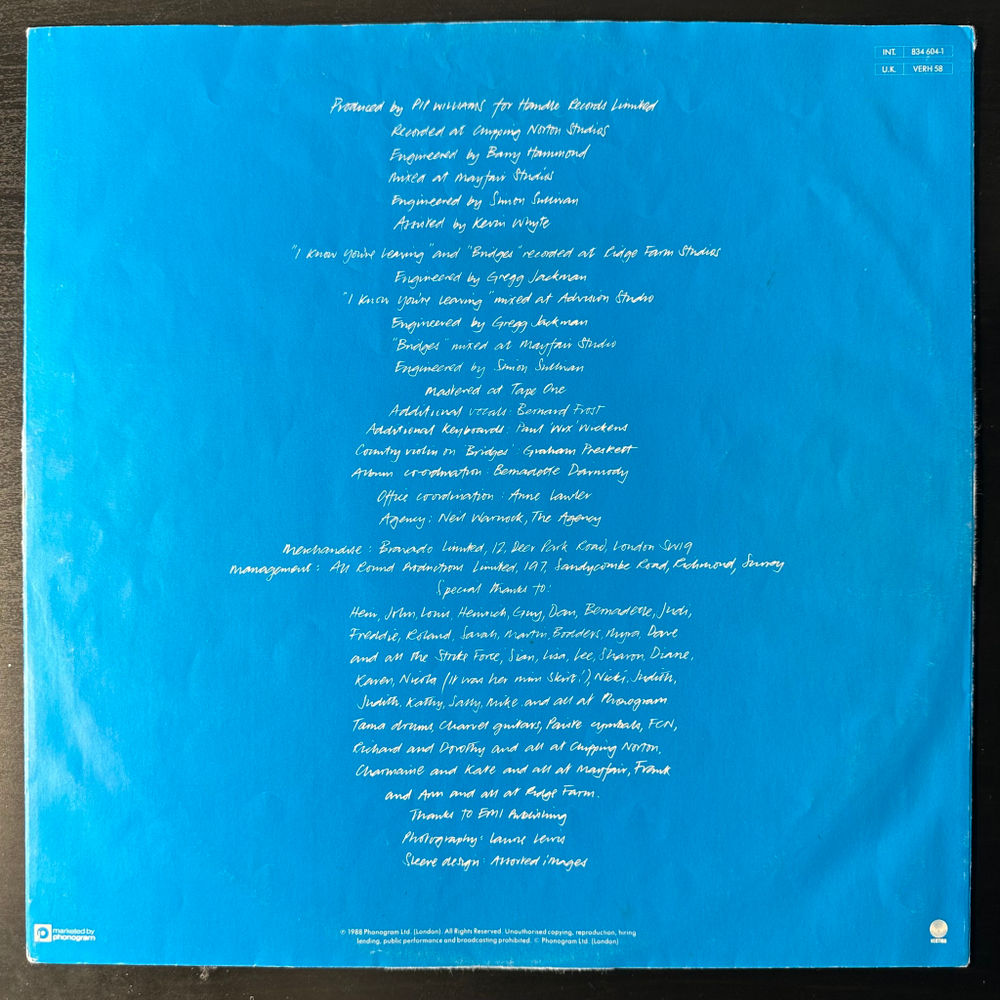 INT. 834 604-1
U.K. VERH 58
Produced by PIP WILLIAMS for Handle Records Limited
Recorded at Chipping Norton Studios
Engineered by Barry Hammond
Mixed at Mayfair Studios
Engineered by Simon Sullivan
Assisted by Kevin Whyte
"I Know You're Leaving" and "Bridges" recorded at Ridge Farm Studios
Engineered by Gregg Jackman
"I Know You're Leaving" mixed at Advision Studio
Engineered by Gregg Jackman
"Bridges" mixed at Mayfair Studio
Engineered by Simon Sullivan
Mastered at Tape One
Additional vocals: Bernard Frost
Additional Keyboards: Paul 'Wix' Wickens
Country violin on 'Bridges': Graham Preskett
Album co-ordination: Bernadette Darmody
Office coordination: Anne Lawler
Agency: Neil Warnock, The Agency
Merchandise: Bravado Limited, 12, Deer Park Road, London SW19
Management: All Round Productions Limited, 197, Sandycombe Road, Richmond, Surrey
Special thanks to:
John, Louis, Heinrich, Guy, Dan, Bernadette, Judi,
Freddie, Roland, Sarah, Martin, Bodders, Myra, Dave
and all the Strike Force, Sian, Lisa, Lee, Sharon, Diane,
Karen, Nicola (It was her mini skirt!), Nicki, Judith,
Judith, Kathy, Sally, Mike and all at Phonogram
Tama drums, Charvel guitars, Paiste cymbals, FCN,
Richard and Dorothy and all at Chipping Norton,
Charmaine and Kate and all at Mayfair, Frank
and Ann and all at Ridge Farm.
Thanks to EMI Publishing
Photography: Laurie Lewis
Sleeve design: Assorted images
marketed by
phonogram
℗ 1988 Phonogram Ltd. (London). All Rights Reserved. Unauthorised copying, reproduction, hiring
lending, public performance and broadcasting prohibited. © Phonogram Ltd. (London)
VERTIGO